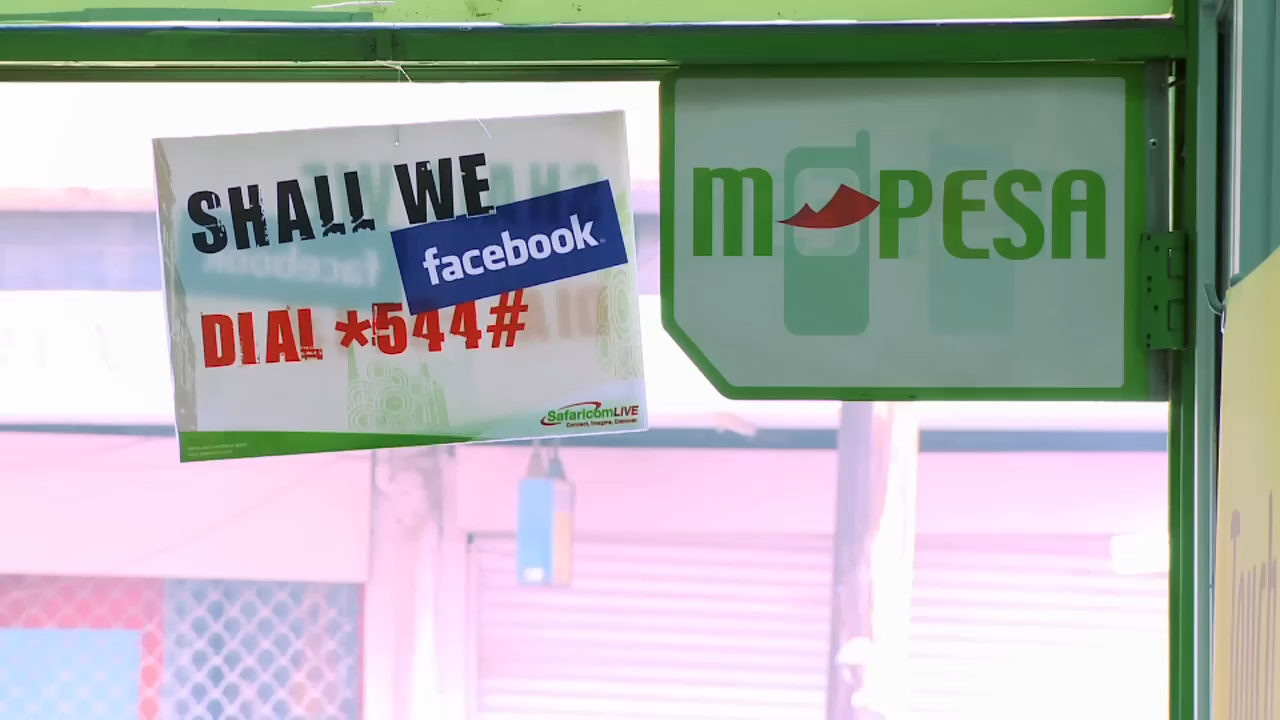 SHALL WE
facebook
DIAL *544#
SafaricomLIVE
Connect, Imagine, Discover
M PESA